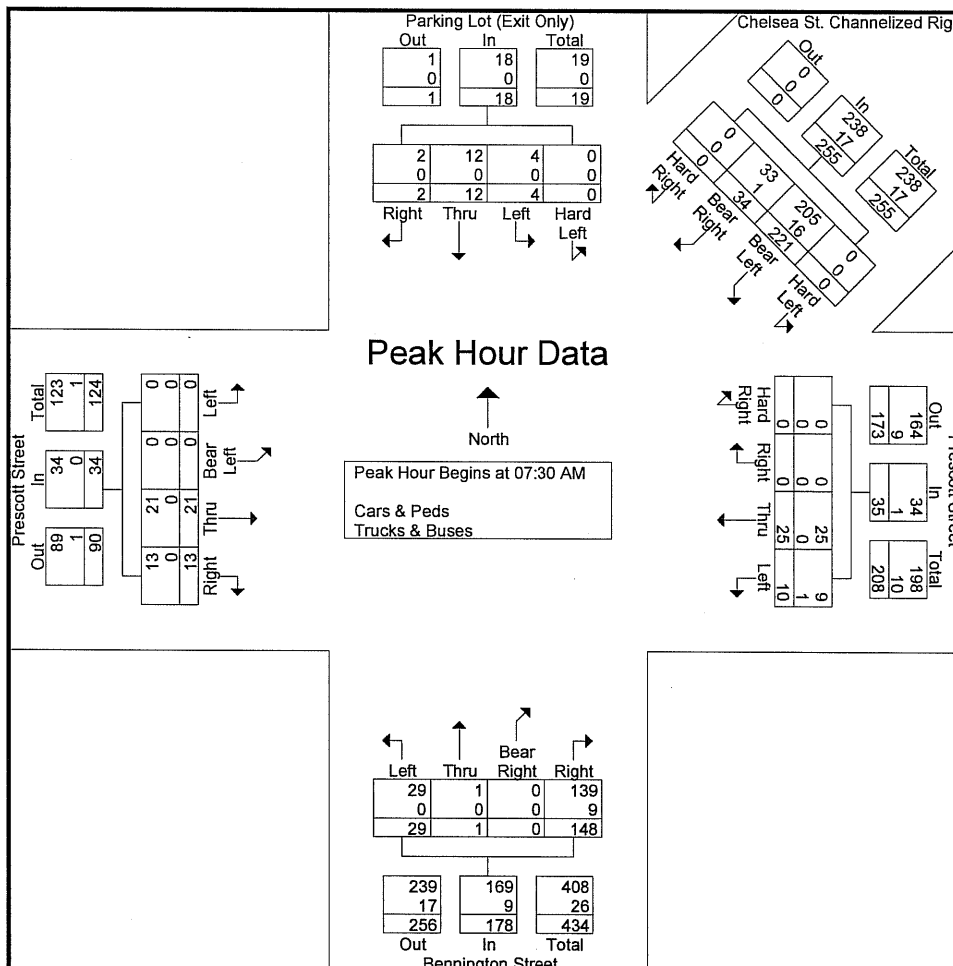 Parking Lot (Exit Only)
Out In Total
1 18 19
0 0 0
1 18 19
2 12 4 0
0 0 0 0
2 12 4 0
Right Thru Left Hard Left
Chelsea St. Channelized Rig
Out In Total
0 238 238
0 17 17
0 255 255
0 33 205 0
0 1 16 0
0 34 221 0
Hard Right Bear Right Bear Left Hard Left
Peak Hour Data
North
Peak Hour Begins at 07:30 AM
Cars & Peds
Trucks & Buses
Prescott Street
Out In Total
89 34 123
1 0 1
90 34 124
0 0 21 13
0 0 0 0
0 0 21 13
Left Bear Left Thru Right
Out In Total
164 34 198
9 1 10
173 35 208
0 0 25 9
0 0 0 1
0 0 25 10
Hard Right Right Thru Left
Left Thru Bear Right Right
29 1 0 139
0 0 0 9
29 1 0 148
239 169 408
17 9 26
256 178 434
Out In Total
Bennington Street